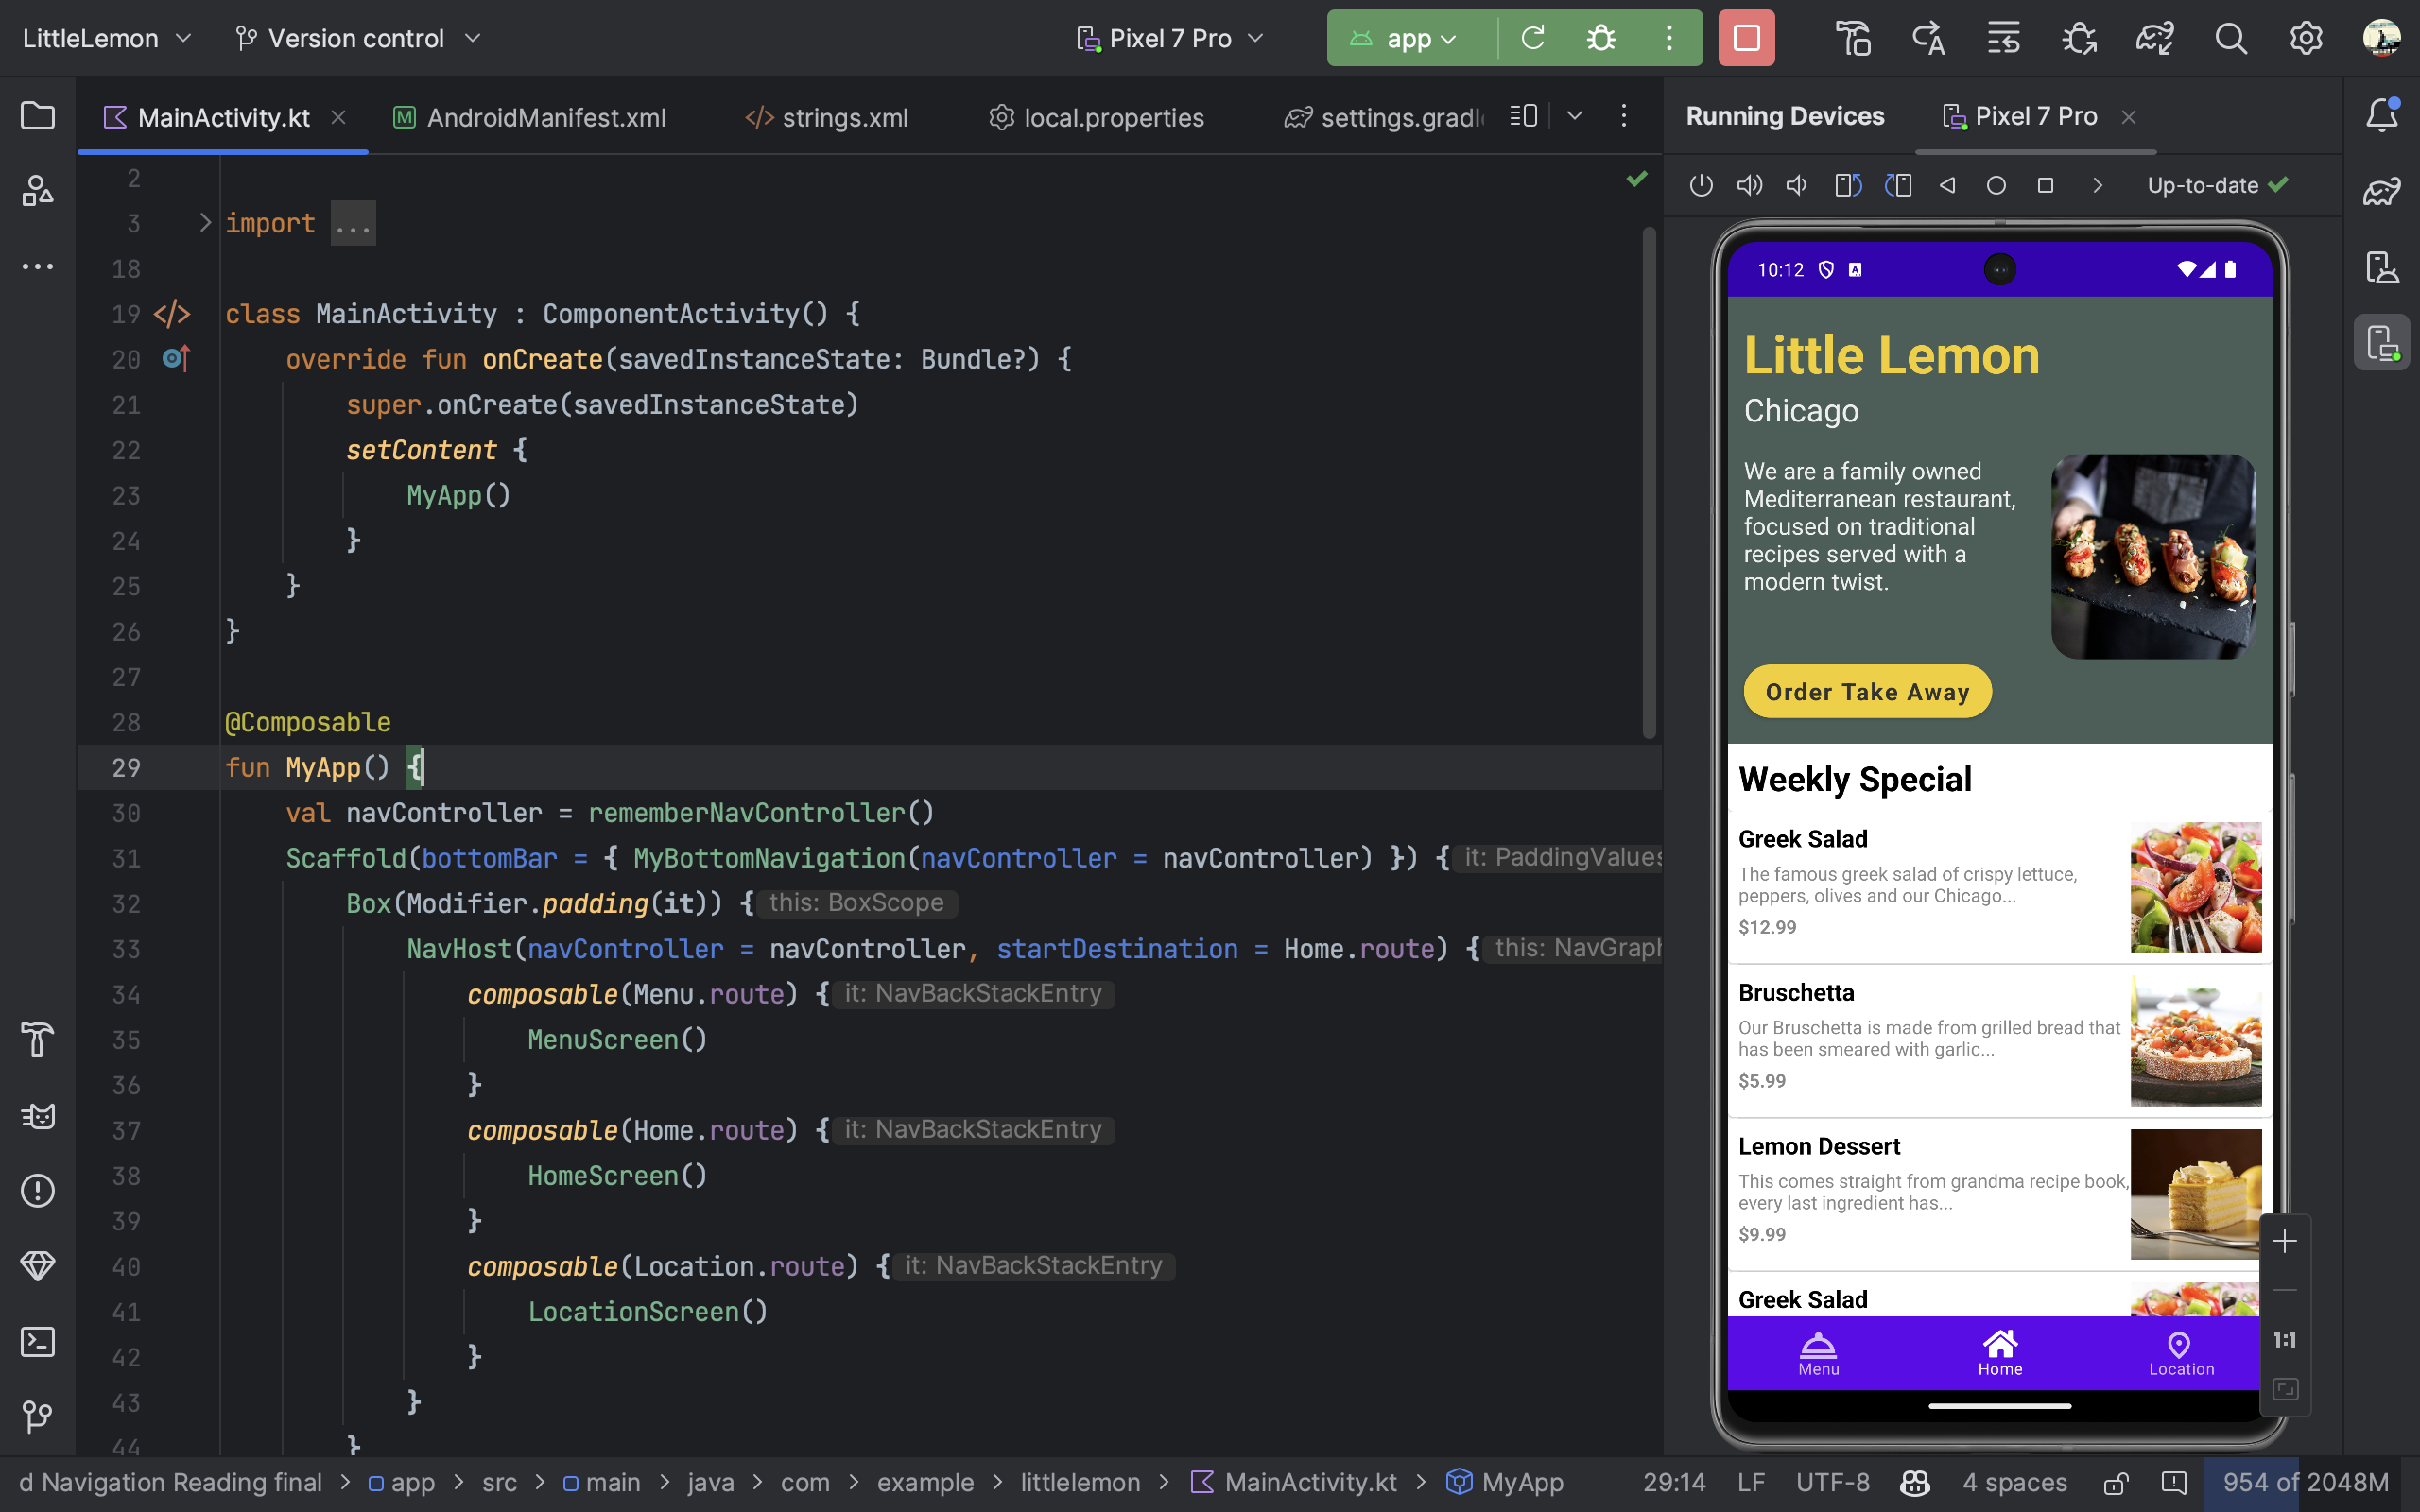 LittleLemon
Version control
Pixel 7 Pro
app
MainActivity.kt
AndroidManifest.xml
strings.xml
local.properties
settings.gradl
Running Devices
Pixel 7 Pro
Up-to-date
2
3 import ...
18
19 class MainActivity : ComponentActivity() {
20 override fun onCreate(savedInstanceState: Bundle?) {
21 super.onCreate(savedInstanceState)
22 setContent {
23 MyApp()
24 }
25 }
26 }
27
28 @Composable
29 fun MyApp() {
30 val navController = rememberNavController()
31 Scaffold(bottomBar = { MyBottomNavigation(navController = navController) }) { it: PaddingValues
32 Box(Modifier.padding(it)) { this: BoxScope
33 NavHost(navController = navController, startDestination = Home.route) { this: NavGraph
34 composable(Menu.route) { it: NavBackStackEntry
35 MenuScreen()
36 }
37 composable(Home.route) { it: NavBackStackEntry
38 HomeScreen()
39 }
40 composable(Location.route) { it: NavBackStackEntry
41 LocationScreen()
42 }
43 }
44 }
10:12
Little Lemon
Chicago
We are a family owned
Mediterranean restaurant,
focused on traditional
recipes served with a
modern twist.
Order Take Away
Weekly Special
Greek Salad
The famous greek salad of crispy lettuce,
peppers, olives and our Chicago...
$12.99
Bruschetta
Our Bruschetta is made from grilled bread that
has been smeared with garlic...
$5.99
Lemon Dessert
This comes straight from grandma recipe book,
every last ingredient has...
$9.99
Greek Salad
Menu
Home
Location
1:1
d Navigation Reading final > app > src > main > java > com > example > littlelemon > MainActivity.kt > MyApp
29:14
LF
UTF-8
4 spaces
954 of 2048M